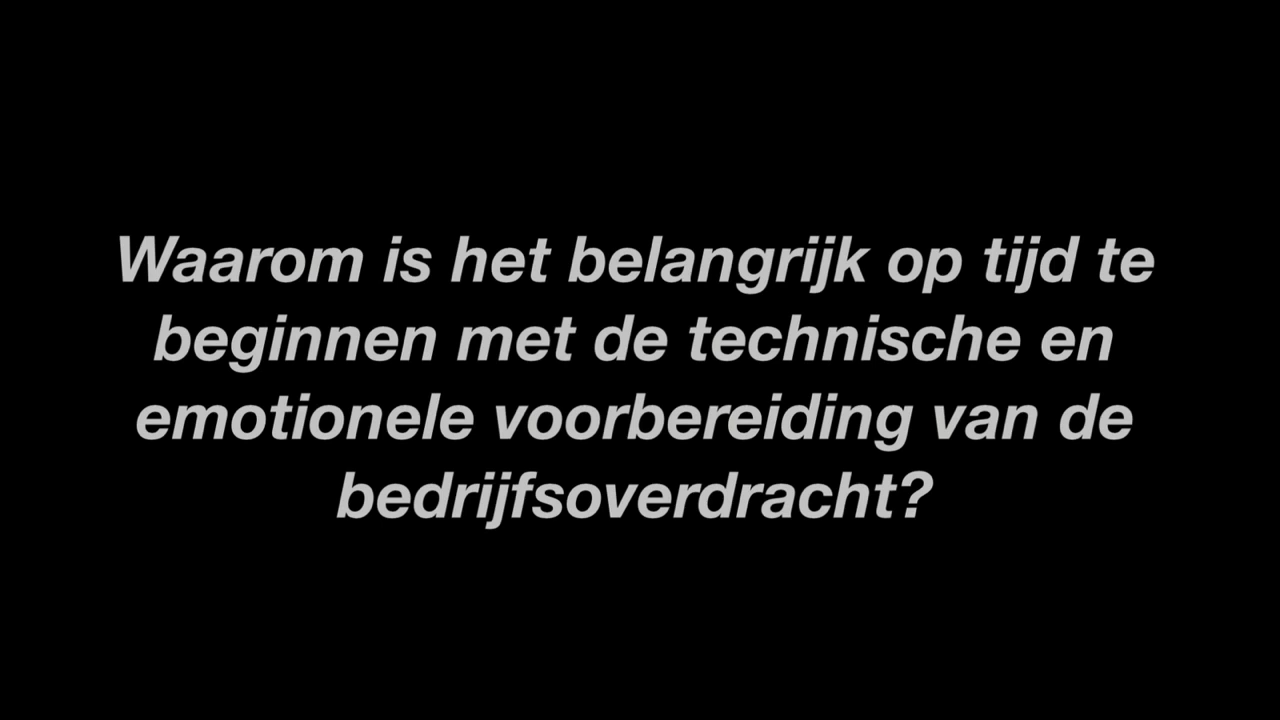 Waarom is het belangrijk op tijd te
beginnen met de technische en
emotionele voorbereiding van de
bedrijfsoverdracht?